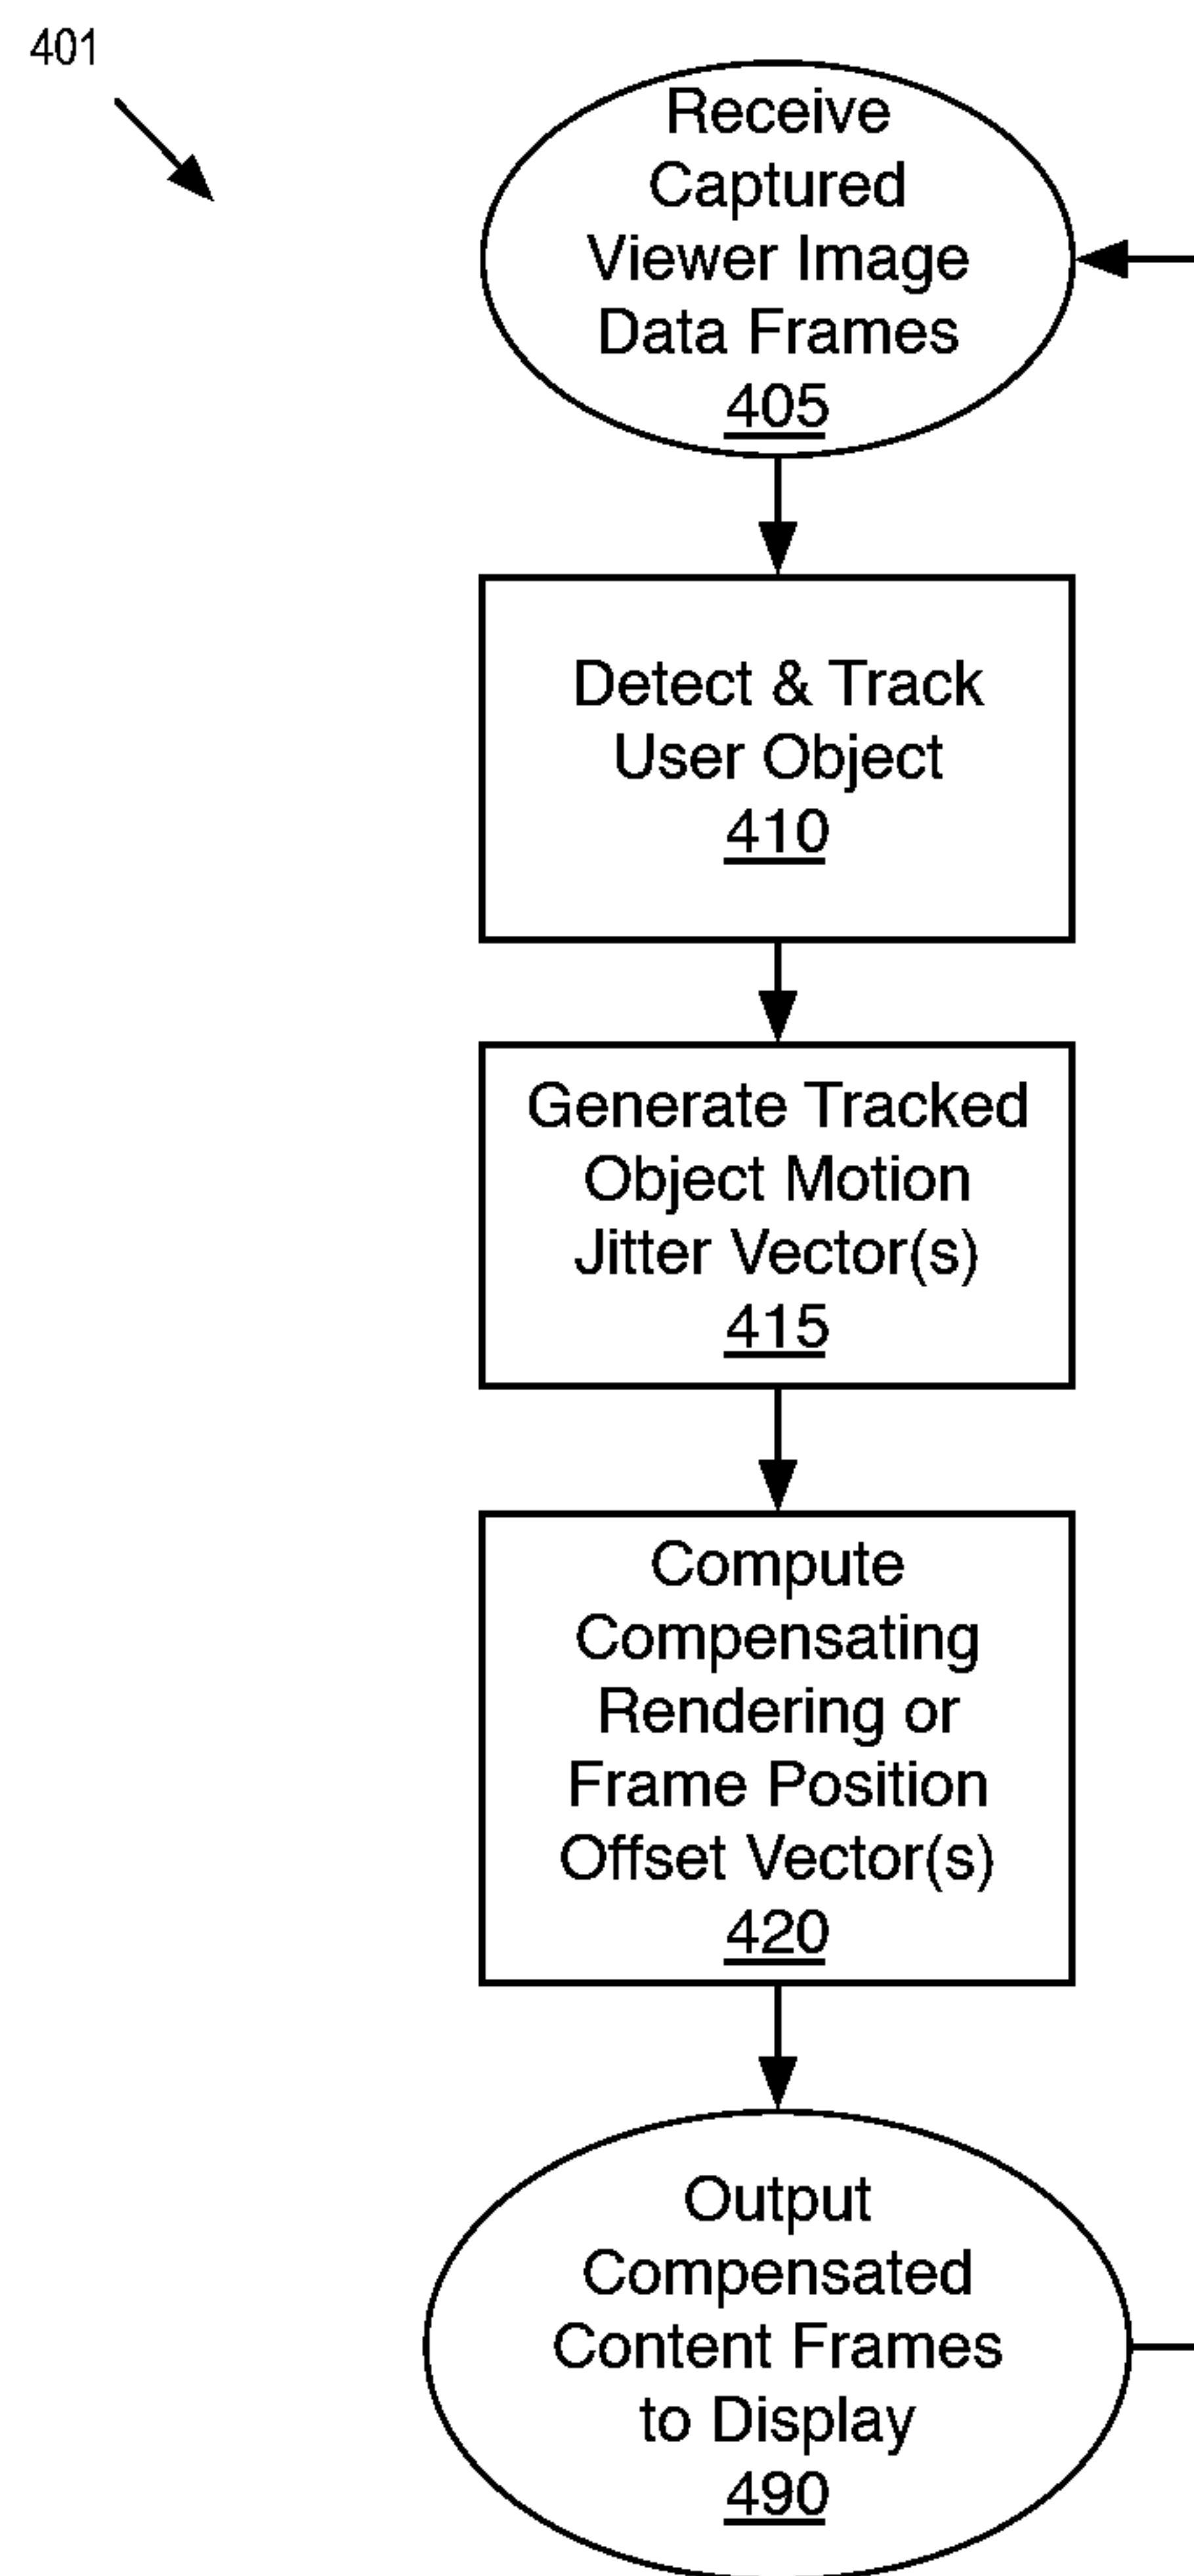 401
Receive
Captured
Viewer Image
Data Frames
405
Detect & Track
User Object
410
Generate Tracked
Object Motion
Jitter Vector(s)
415
Compute
Compensating
Rendering or
Frame Position
Offset Vector(s)
420
Output
Compensated
Content Frames
to Display
490